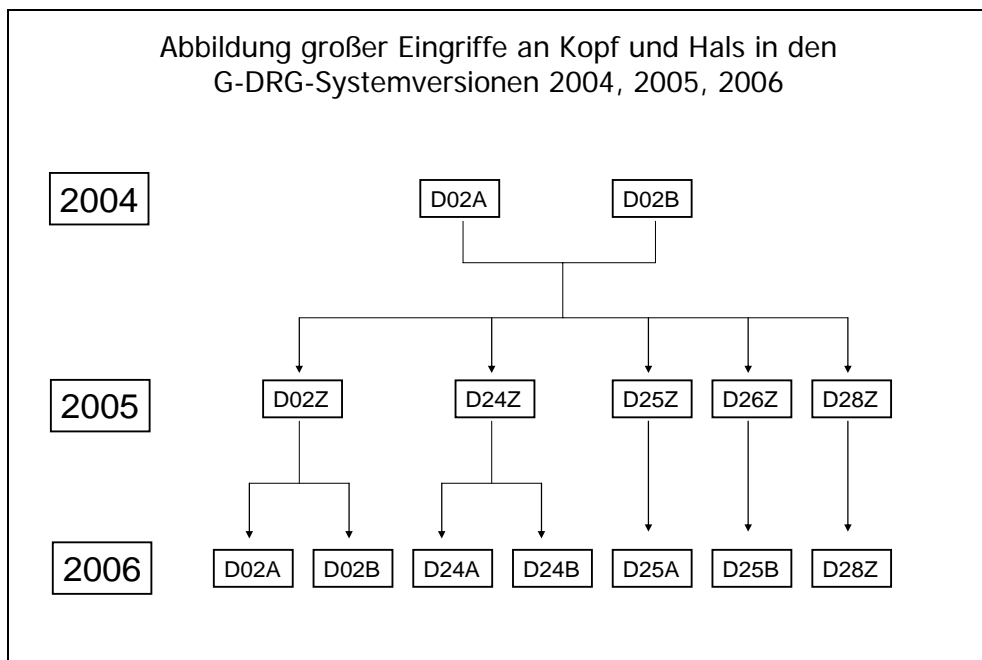 Abbildung großer Eingriffe an Kopf und Hals in den
G-DRG-Systemversionen 2004, 2005, 2006
2004 D02A D02B
2005 D02Z D24Z D25Z D26Z D28Z
2006 D02A D02B D24A D24B D25A D25B D28Z